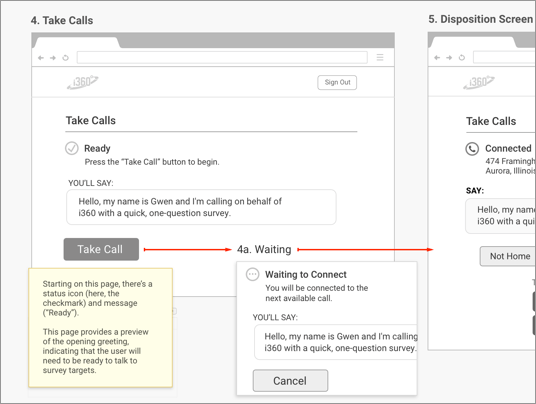 4. Take Calls
i360
Sign Out
Take Calls
Ready
Press the “Take Call” button to begin.
YOU'LL SAY:
Hello, my name is Gwen and I'm calling on behalf of
i360 with a quick, one-question survey.
Take Call
4a. Waiting
Waiting to Connect
You will be connected to the
next available call.
YOU'LL SAY:
Hello, my name is Gwen and I'm calling
i360 with a quick, one-question survey.
Cancel
Starting on this page, there's a
status icon (here, the
checkmark) and message
(“Ready”).
This page provides a preview
of the opening greeting,
indicating that the user will
need to be ready to talk to
survey targets.
5. Disposition Screen
Take Calls
Connected
474 Framingh
Aurora, Illinois
SAY:
Hello, my name
i360 with a qu
Not Home